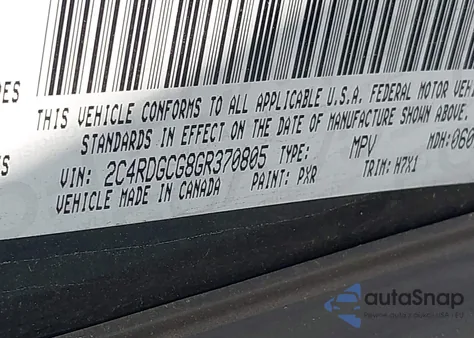 ES
THIS VEHICLE CONFORMS TO ALL APPLICABLE U.S.A. FEDERAL MOTOR VEH
STANDARDS IN EFFECT ON THE DATE OF MANUFACTURE SHOWN ABOVE.
S
VIN: 2C4RDGCG8GR370805 TYPE: MPV MDH: 060
VEHICLE MADE IN CANADA PAINT: PXR TRIM: H7X1
autoSnap